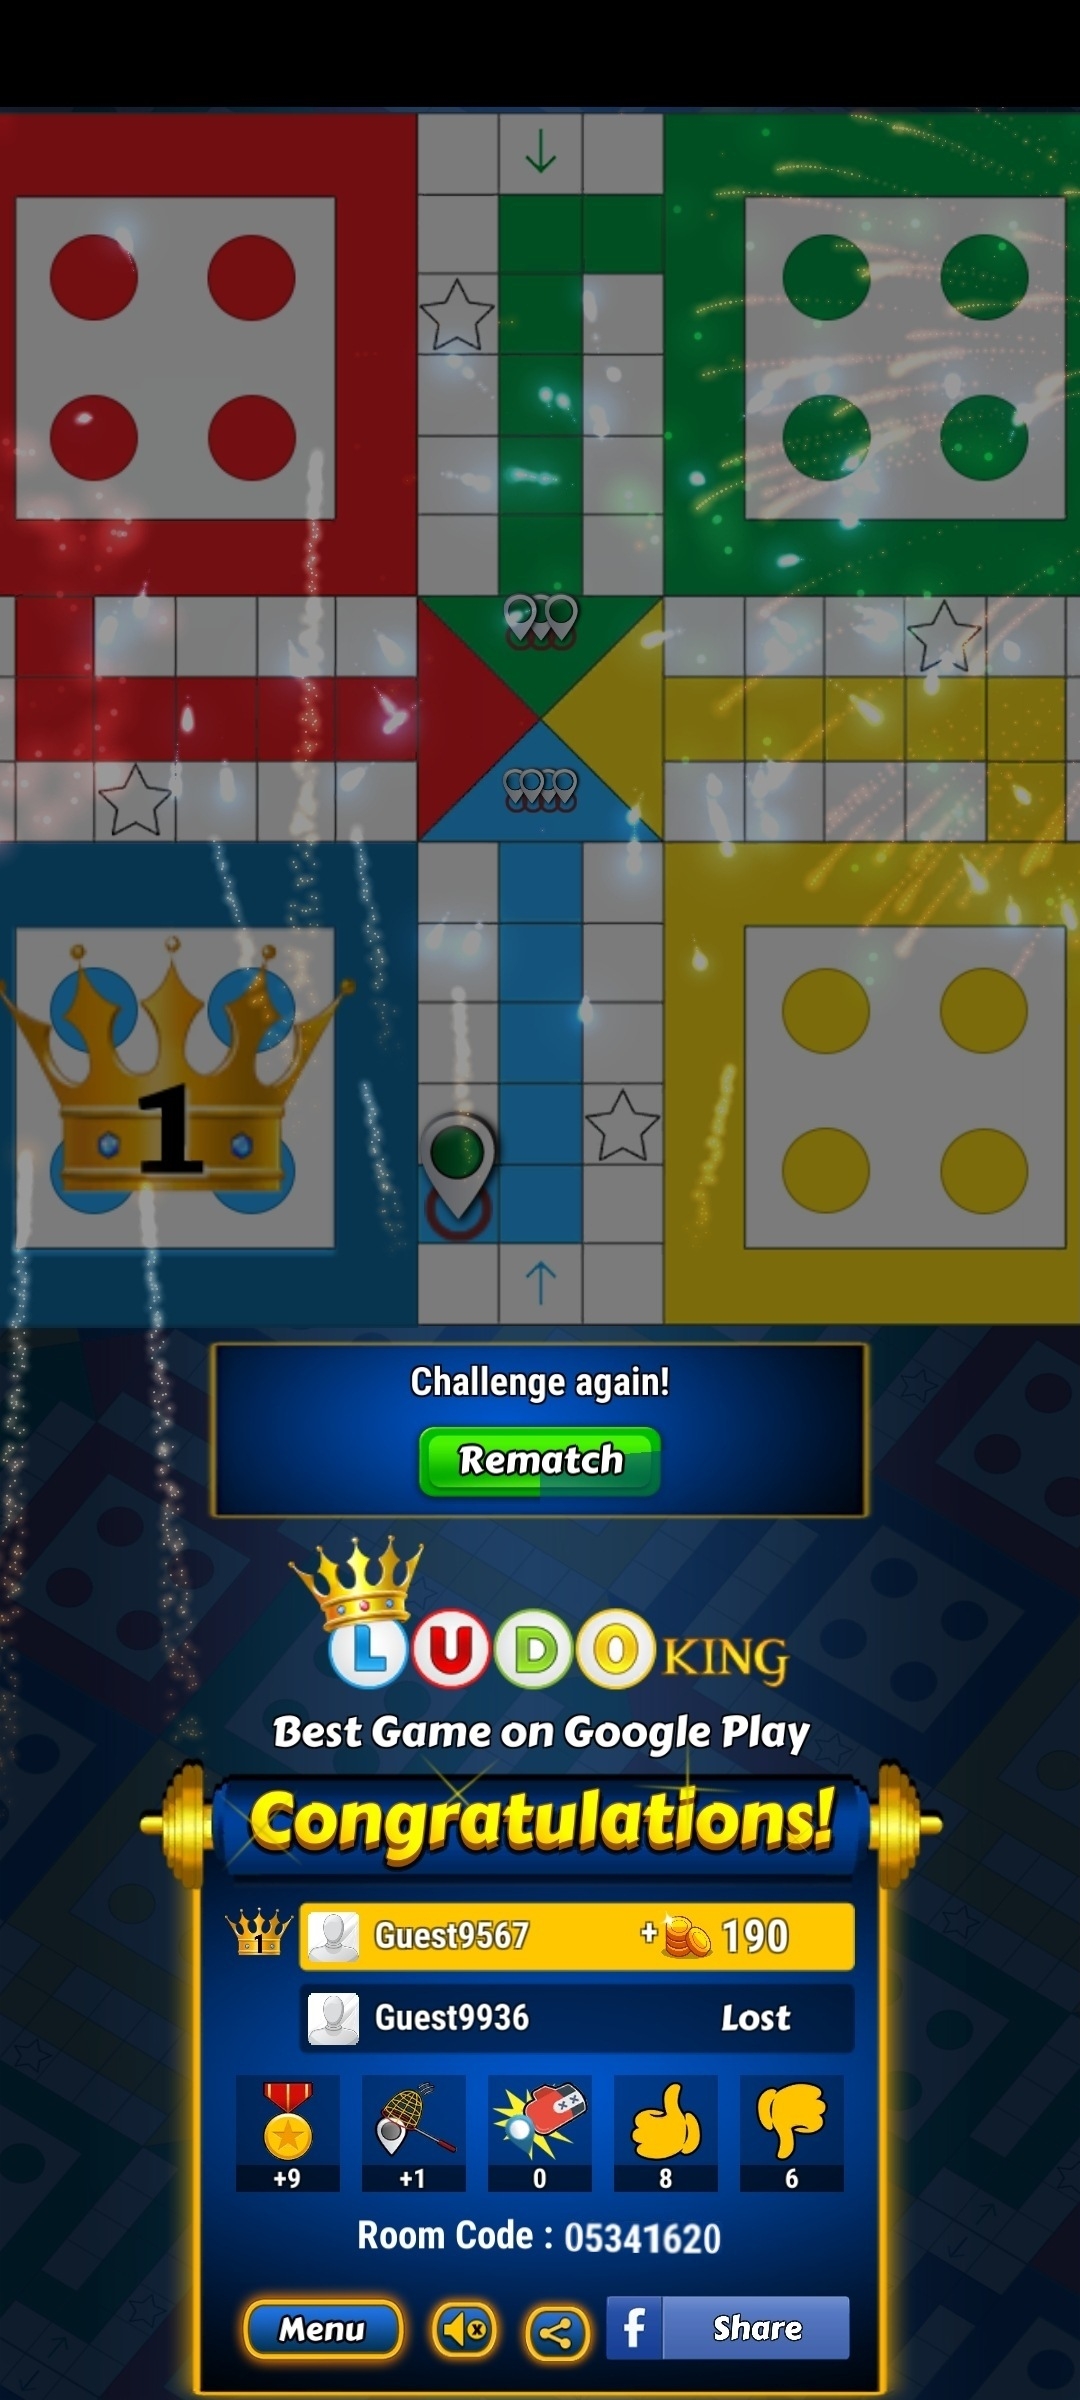 1
Challenge again!
Rematch
LUDO KING
Best Game on Google Play
Congratulations!
1 Guest9567 + 190
Guest9936 Lost
+9 +1 0 8 6
Room Code : 05341620
Menu f Share